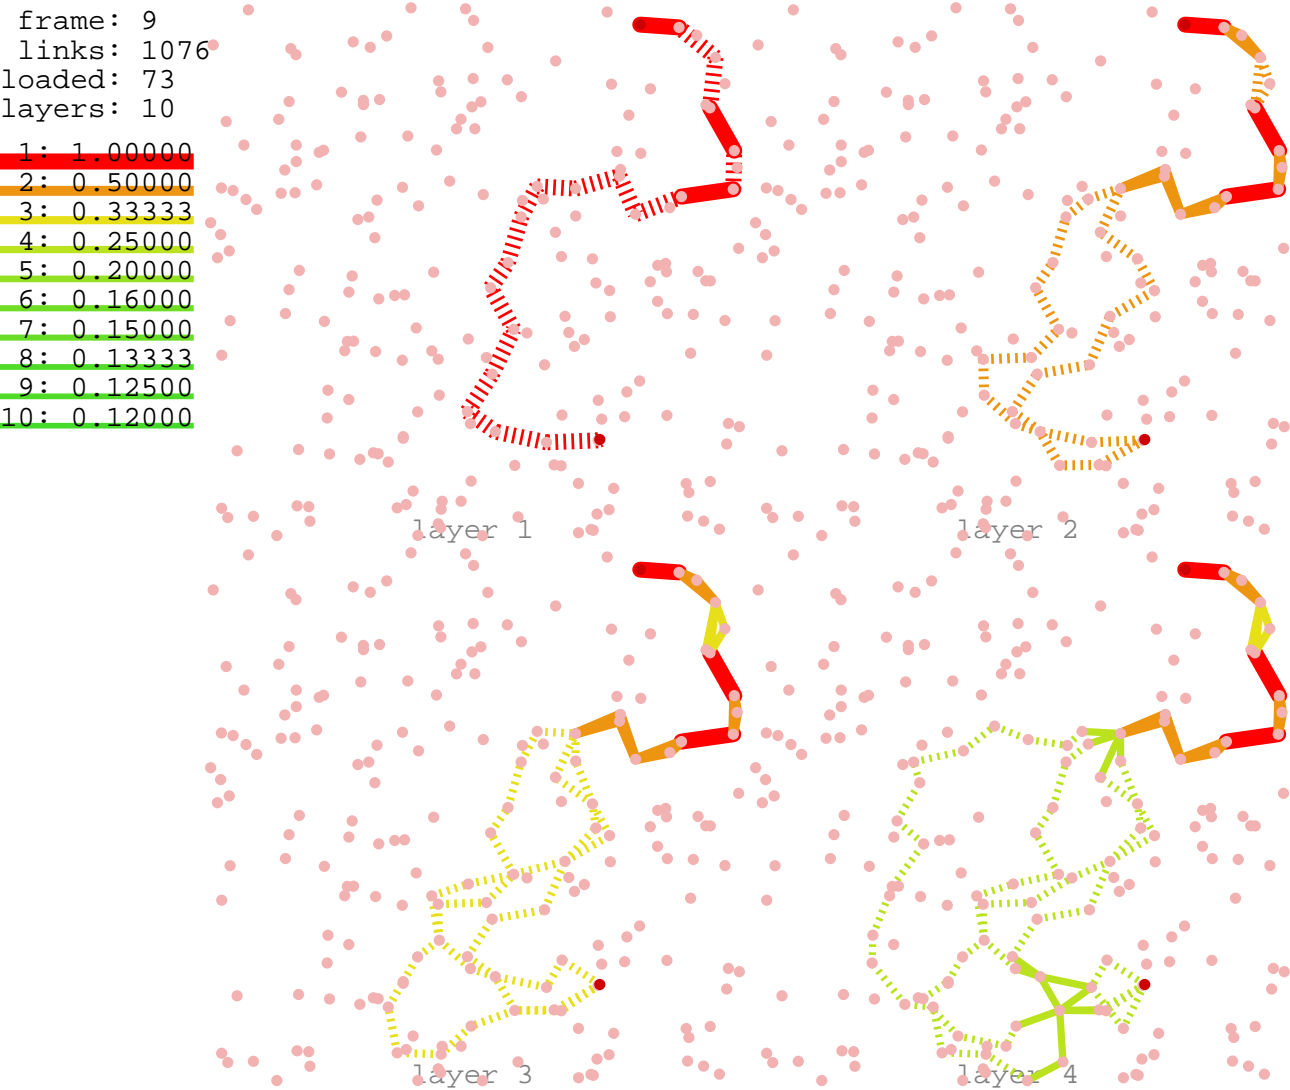 frame: 9
links: 1076
loaded: 73
layers: 10
1: 1.00000
2: 0.50000
3: 0.33333
4: 0.25000
5: 0.20000
6: 0.16000
7: 0.15000
8: 0.13333
9: 0.12500
10: 0.12000
layer 1
layer 2
layer 3
layer 4